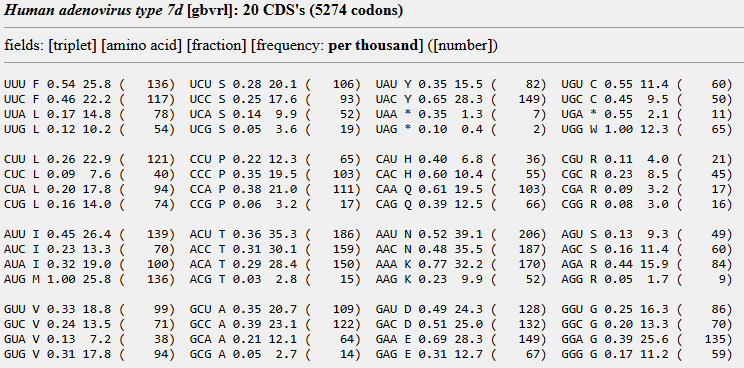 Human adenovirus type 7d [gbvrl]: 20 CDS's (5274 codons)
fields: [triplet] [amino acid] [fraction] [frequency: per thousand] ([number])
UUU F 0.54 25.8 (   136)  UCU S 0.28 20.1 (   106)  UAU Y 0.35 15.5 (    82)  UGU C 0.55 11.4 (    60)
UUC F 0.46 22.2 (   117)  UCC S 0.25 17.6 (    93)  UAC Y 0.65 28.3 (   149)  UGC C 0.45  9.5 (    50)
UUA L 0.17 14.8 (    78)  UCA S 0.14  9.9 (    52)  UAA * 0.35  1.3 (     7)  UGA * 0.55  2.1 (    11)
UUG L 0.12 10.2 (    54)  UCG S 0.05  3.6 (    19)  UAG * 0.10  0.4 (     2)  UGG W 1.00 12.3 (    65)
CUU L 0.26 22.9 (   121)  CCU P 0.22 12.3 (    65)  CAU H 0.40  6.8 (    36)  CGU R 0.11  4.0 (    21)
CUC L 0.09  7.6 (    40)  CCC P 0.35 19.5 (   103)  CAC H 0.60 10.4 (    55)  CGC R 0.23  8.5 (    45)
CUA L 0.20 17.8 (    94)  CCA P 0.38 21.0 (   111)  CAA Q 0.61 19.5 (   103)  CGA R 0.09  3.2 (    17)
CUG L 0.16 14.0 (    74)  CCG P 0.06  3.2 (    17)  CAG Q 0.39 12.5 (    66)  CGG R 0.08  3.0 (    16)
AUU I 0.45 26.4 (   139)  ACU T 0.36 35.3 (   186)  AAU N 0.52 39.1 (   206)  AGU S 0.13  9.3 (    49)
AUC I 0.23 13.3 (    70)  ACC T 0.31 30.1 (   159)  AAC N 0.48 35.5 (   187)  AGC S 0.16 11.4 (    60)
AUA I 0.32 19.0 (   100)  ACA T 0.29 28.4 (   150)  AAA K 0.77 32.2 (   170)  AGA R 0.44 15.9 (    84)
AUG M 1.00 25.8 (   136)  ACG T 0.03  2.8 (    15)  AAG K 0.23  9.9 (    52)  AGG R 0.05  1.7 (     9)
GUU V 0.33 18.8 (    99)  GCU A 0.35 20.7 (   109)  GAU D 0.49 24.3 (   128)  GGU G 0.25 16.3 (    86)
GUC V 0.24 13.5 (    71)  GCC A 0.39 23.1 (   122)  GAC D 0.51 25.0 (   132)  GGC G 0.20 13.3 (    70)
GUA V 0.13  7.2 (    38)  GCA A 0.21 12.1 (    64)  GAA E 0.69 28.3 (   149)  GGA G 0.39 25.6 (   135)
GUG V 0.31 17.8 (    94)  GCG A 0.05  2.7 (    14)  GAG E 0.31 12.7 (    67)  GGG G 0.17 11.2 (    59)